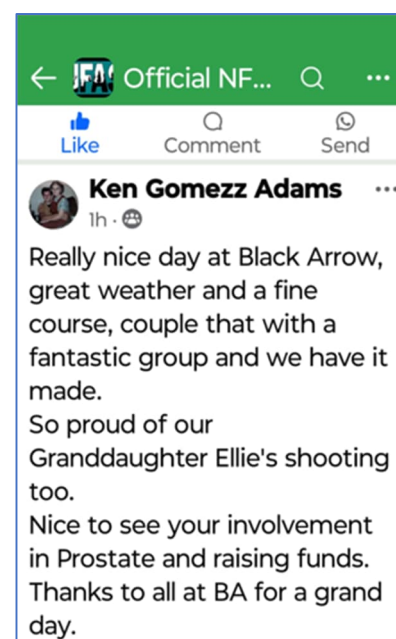 NFAS Official NF...
Like Comment Send
Ken Gomezz Adams
1h ·
Really nice day at Black Arrow,
great weather and a fine
course, couple that with a
fantastic group and we have it
made.
So proud of our
Granddaughter Ellie's shooting
too.
Nice to see your involvement
in Prostate and raising funds.
Thanks to all at BA for a grand
day.